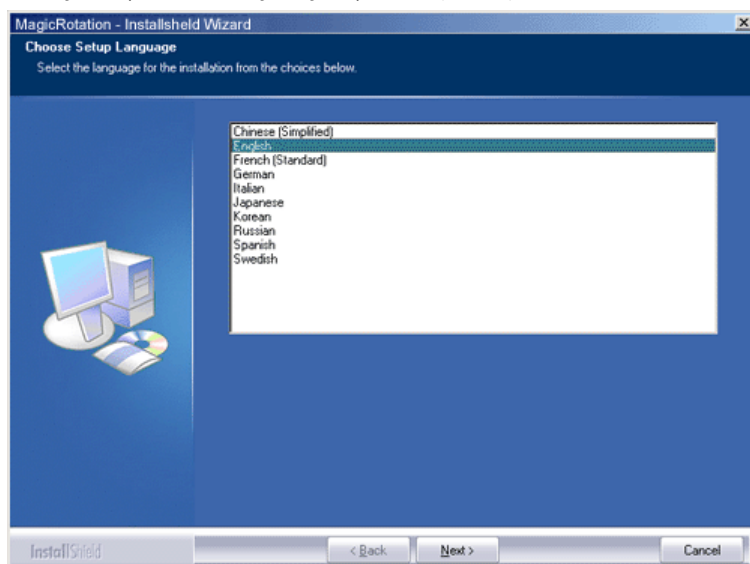 MagicRotation - Installsheld Wizard
Choose Setup Language
Select the language for the installation from the choices below.
Chinese (Simplified)
English
French (Standard)
German
Italian
Japanese
Korean
Russian
Spanish
Swedish
InstallShield
< Back
Next >
Cancel